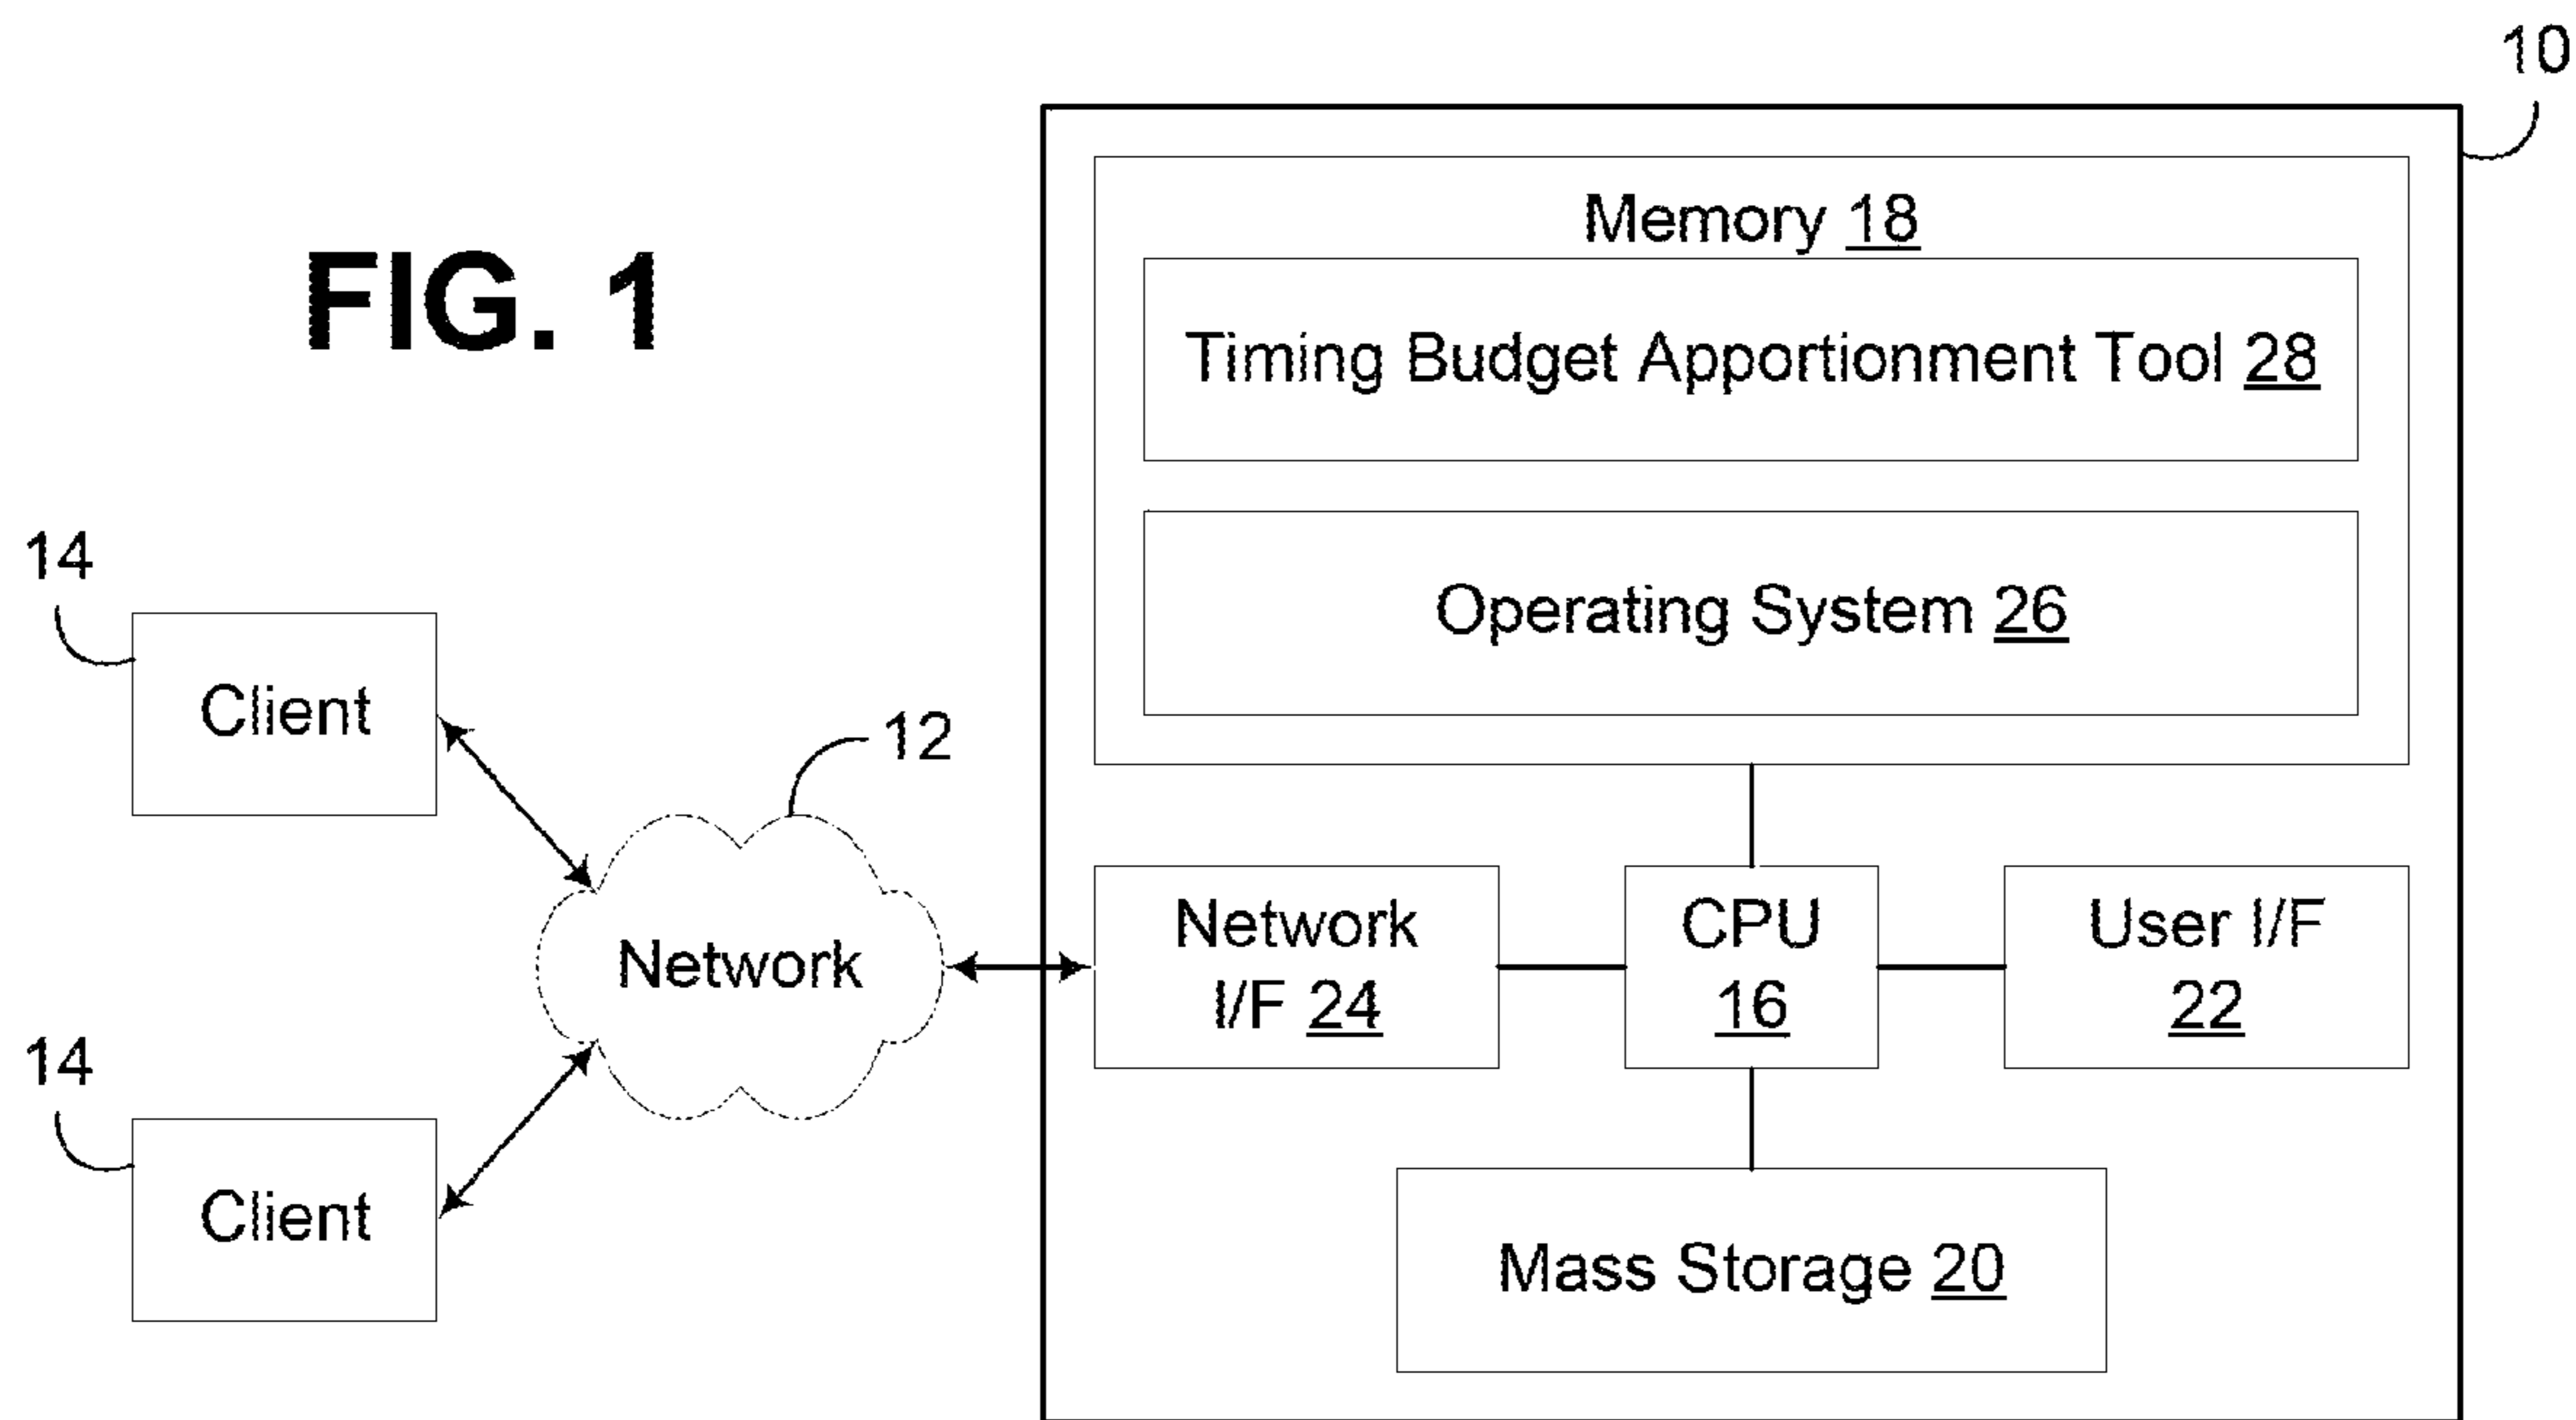 10
FIG. 1
Memory 18
Timing Budget Apportionment Tool 28
Operating System 26
14
Client
12
Network
Network
I/F 24
CPU
16
User I/F
22
14
Client
Mass Storage 20